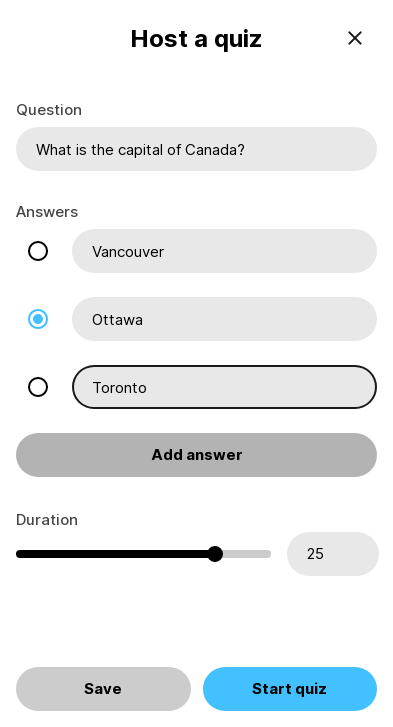 Host a quiz
Question
What is the capital of Canada?
Answers
Vancouver
Ottawa
Toronto
Add answer
Duration
25
Save
Start quiz